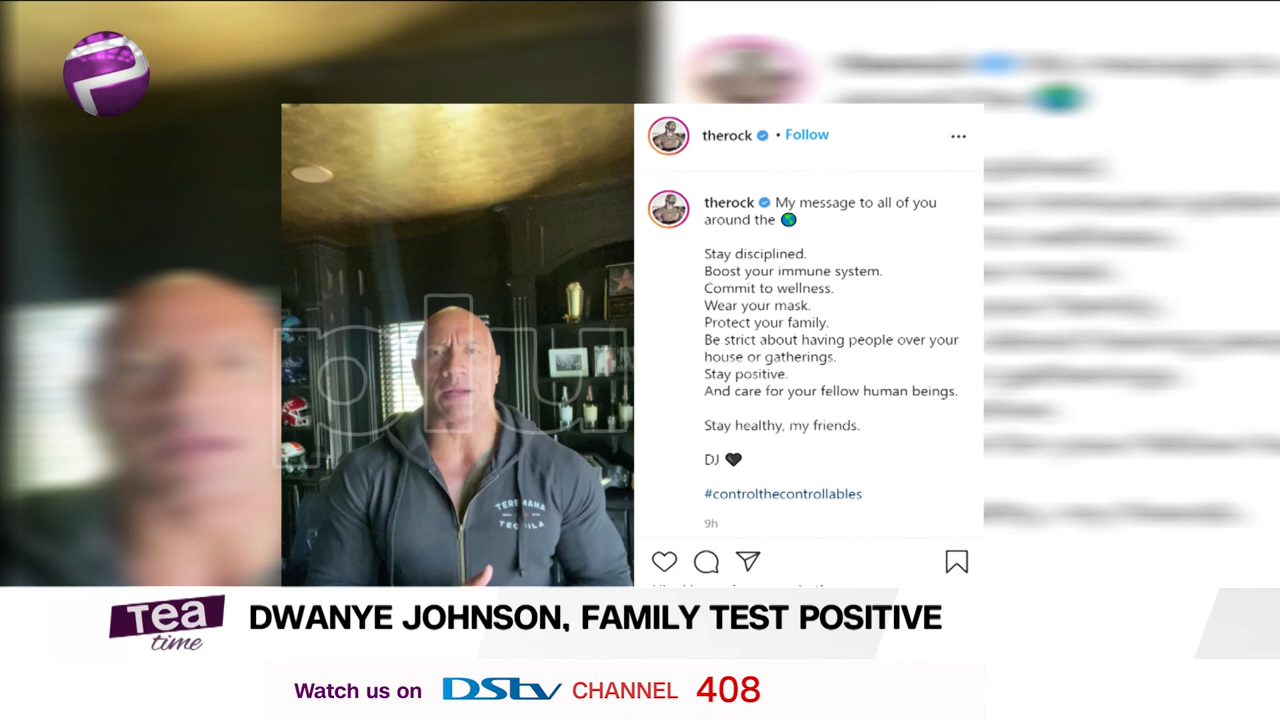 therock • Follow
therock My message to all of you
around the
Stay disciplined.
Boost your immune system.
Commit to wellness.
Wear your mask.
Protect your family.
Be strict about having people over your
house or gatherings.
Stay positive.
And care for your fellow human beings.
Stay healthy, my friends.
DJ
#controlthecontrollables
9h
plu
TEREMANA
TEQUILA
Tea
time
DWANYE JOHNSON, FAMILY TEST POSITIVE
Watch us on DStv CHANNEL 408